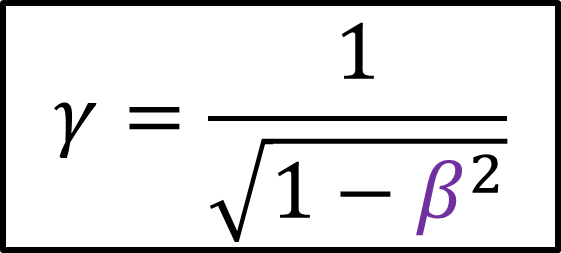 γ = 1 / √(1 − β²)